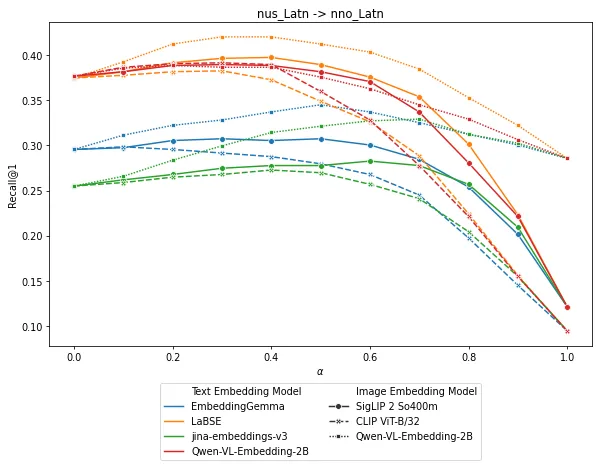 nus_Latn -> nno_Latn
Recall@1
0.40
0.35
0.30
0.25
0.20
0.15
0.10
0.0
0.2
0.4
0.6
0.8
1.0
α
Text Embedding Model
EmbeddingGemma
LaBSE
jina-embeddings-v3
Qwen-VL-Embedding-2B
Image Embedding Model
SigLIP 2 So400m
CLIP ViT-B/32
Qwen-VL-Embedding-2B